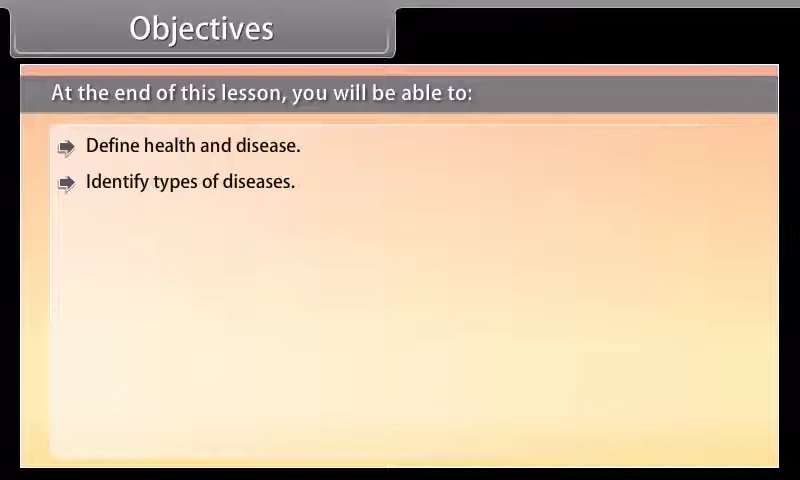 Objectives
At the end of this lesson, you will be able to:
Define health and disease.
Identify types of diseases.